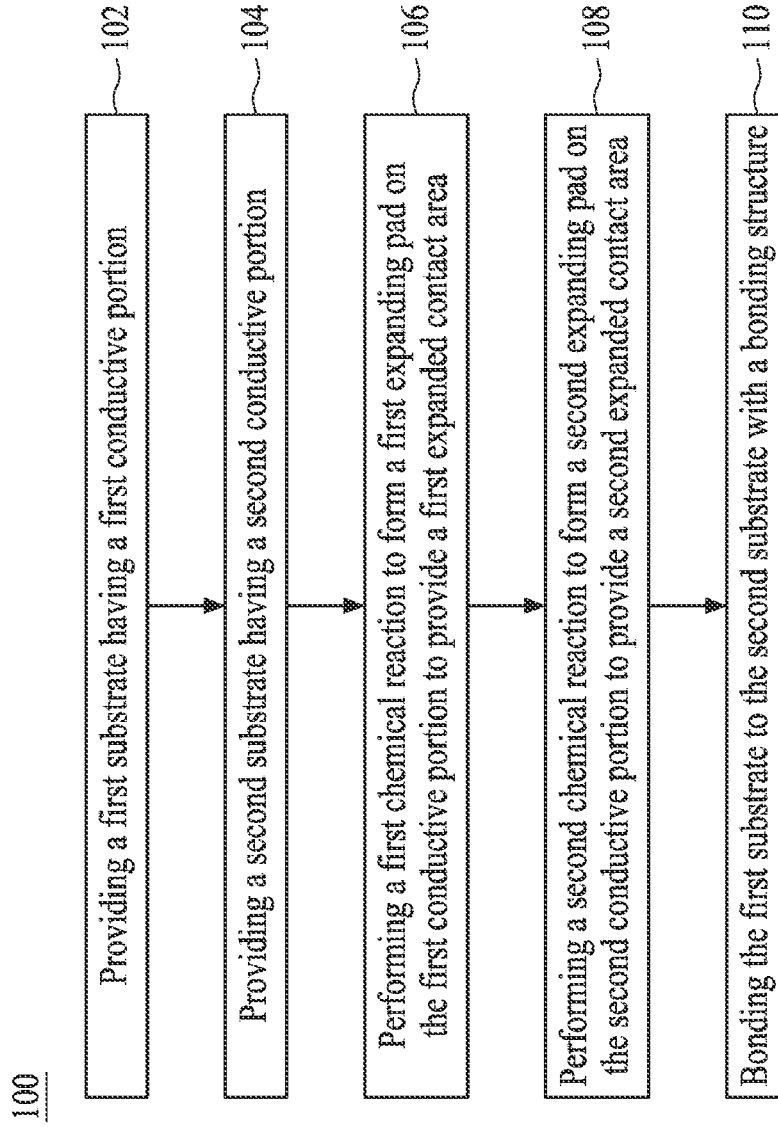 100
Providing a first substrate having a first conductive portion
102
Providing a second substrate having a second conductive portion
104
Performing a first chemical reaction to form a first expanding pad on
the first conductive portion to provide a first expanded contact area
106
Performing a second chemical reaction to form a second expanding pad on
the second conductive portion to provide a second expanded contact area
108
Bonding the first substrate to the second substrate with a bonding structure
110